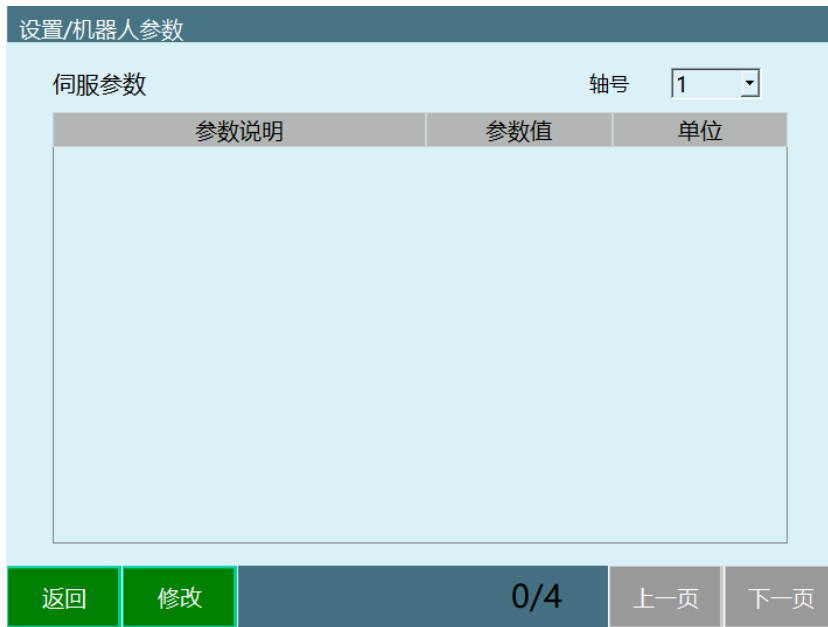 设置/机器人参数
伺服参数 轴号 1
参数说明 参数值 单位
返回 修改 0/4 上一页 下一页